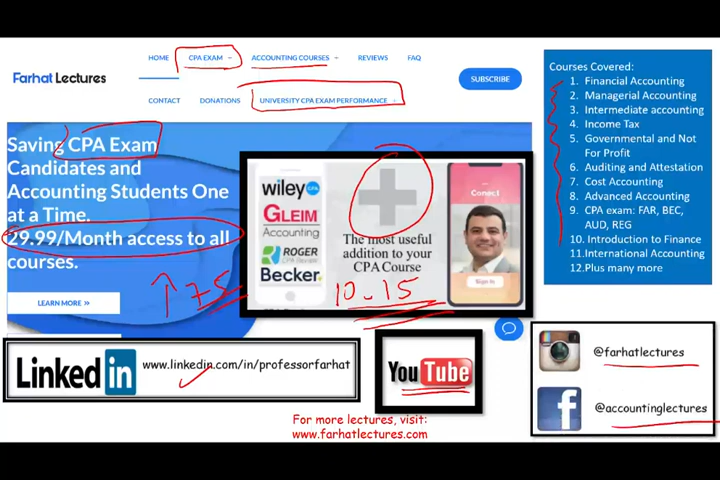 HOME CPA EXAM ACCOUNTING COURSES REVIEWS FAQ
Farhat Lectures
SUBSCRIBE
CONTACT DONATIONS UNIVERSITY CPA EXAM PERFORMANCE
Saving CPA Exam
Candidates and
Accounting Students One
at a Time.
29.99/Month access to all
courses.
LEARN MORE »
75
wiley CPA
GLEIM
Accounting
ROGER
CPA Review
Becker
The most useful
addition to your
CPA Course
10-15
Conect
Sign in
Courses Covered:
1. Financial Accounting
2. Managerial Accounting
3. Intermediate accounting
4. Income Tax
5. Governmental and Not
For Profit
6. Auditing and Attestation
7. Cost Accounting
8. Advanced Accounting
9. CPA exam: FAR, BEC,
AUD, REG
10. Introduction to Finance
11. International Accounting
12. Plus many more
Linked in
www.linkedin.com/in/professorfarhat
YouTube
@farhatlectures
@accountinglectures
For more lectures, visit:
www.farhatlectures.com